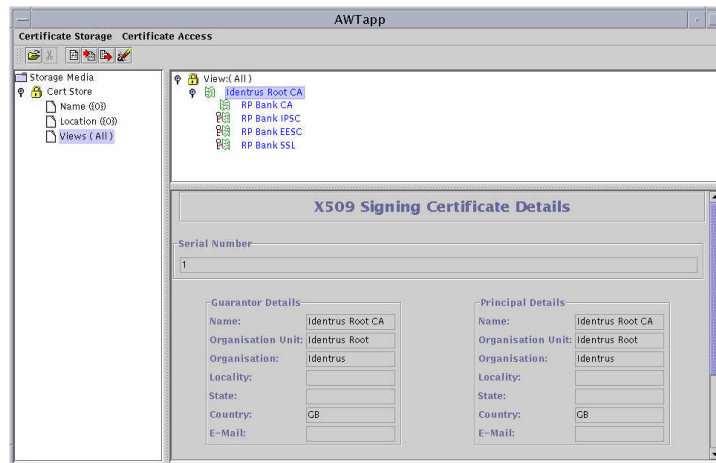 AWTapp
Certificate Storage Certificate Access
Storage Media
Cert Store
Name ({0})
Location ({0})
Views ( All )
View:( All )
Identrus Root CA
RP Bank CA
RP Bank IPSC
RP Bank EESC
RP Bank SSL
X509 Signing Certificate Details
Serial Number
1
Guarantor Details
Name: Identrus Root CA
Organisation Unit: Identrus Root
Organisation: Identrus
Locality:
State:
Country: GB
E-Mail:
Principal Details
Name: Identrus Root CA
Organisation Unit: Identrus Root
Organisation: Identrus
Locality:
State:
Country: GB
E-Mail: